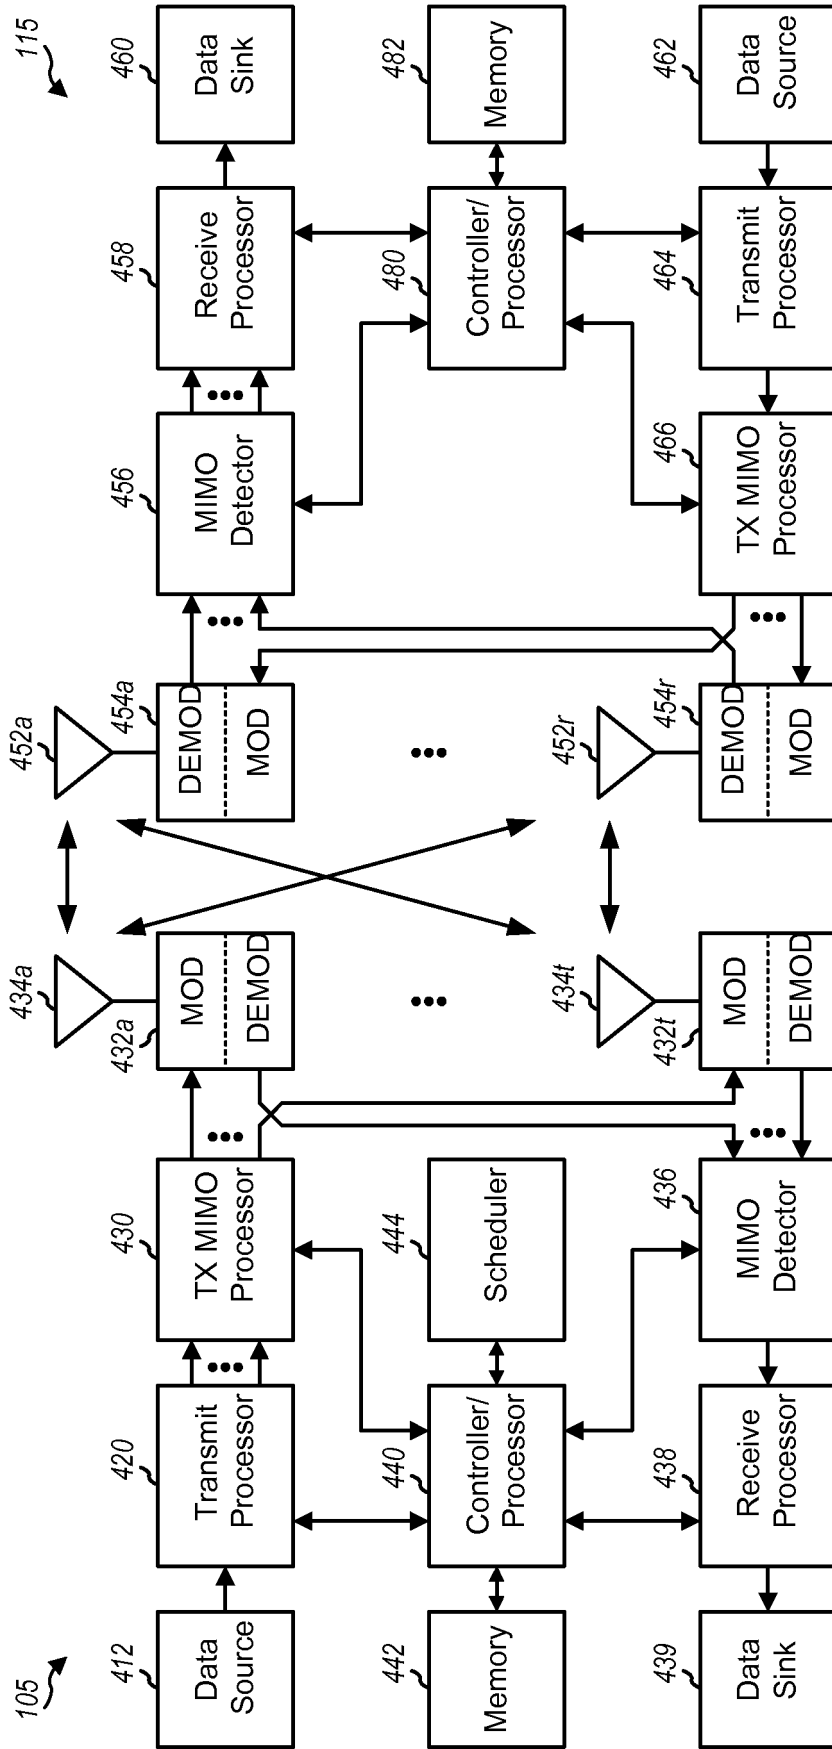 105
115
412
Data
Source
420
Transmit
Processor
•••
430
TX MIMO
Processor
•••
432a
MOD
DEMOD
434a
452a
454a
DEMOD
MOD
•••
456
MIMO
Detector
•••
458
Receive
Processor
460
Data
Sink
442
Memory
440
Controller/
Processor
444
Scheduler
•••
•••
480
Controller/
Processor
482
Memory
439
Data
Sink
438
Receive
Processor
436
MIMO
Detector
•••
432t
MOD
DEMOD
434t
452r
454r
DEMOD
MOD
•••
466
TX MIMO
Processor
464
Transmit
Processor
462
Data
Source